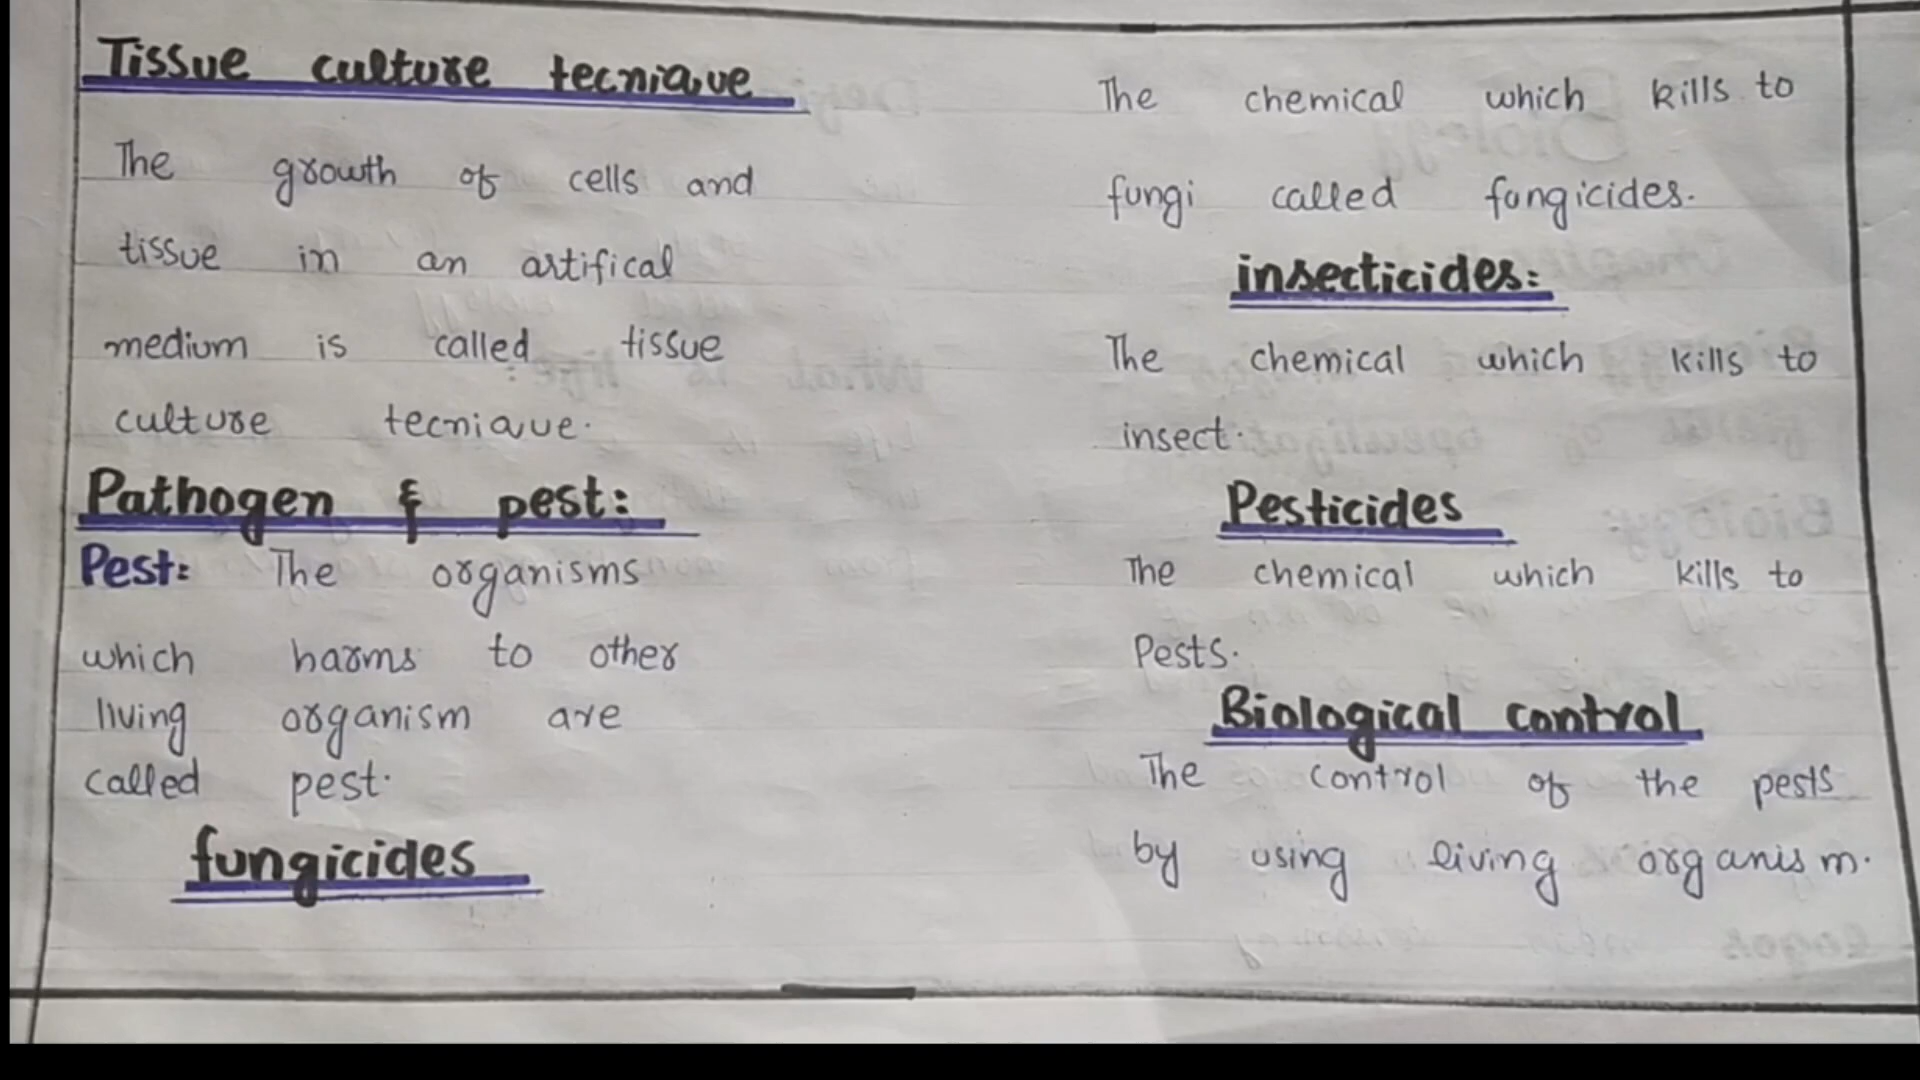 Tissue culture tecniqve
The growth of cells and
tissue in an artifical
medium is called tissue
culture tecniqve.
Pathogen & pest:
Pest: The organisms
which harms to other
living organism are
called pest.
fungicides
The chemical which kills to
fungi called fungicides.
insecticides:
The chemical which kills to
insect.
Pesticides
The chemical which kills to
Pests.
Biological control
The control of the pests
by using living organism.